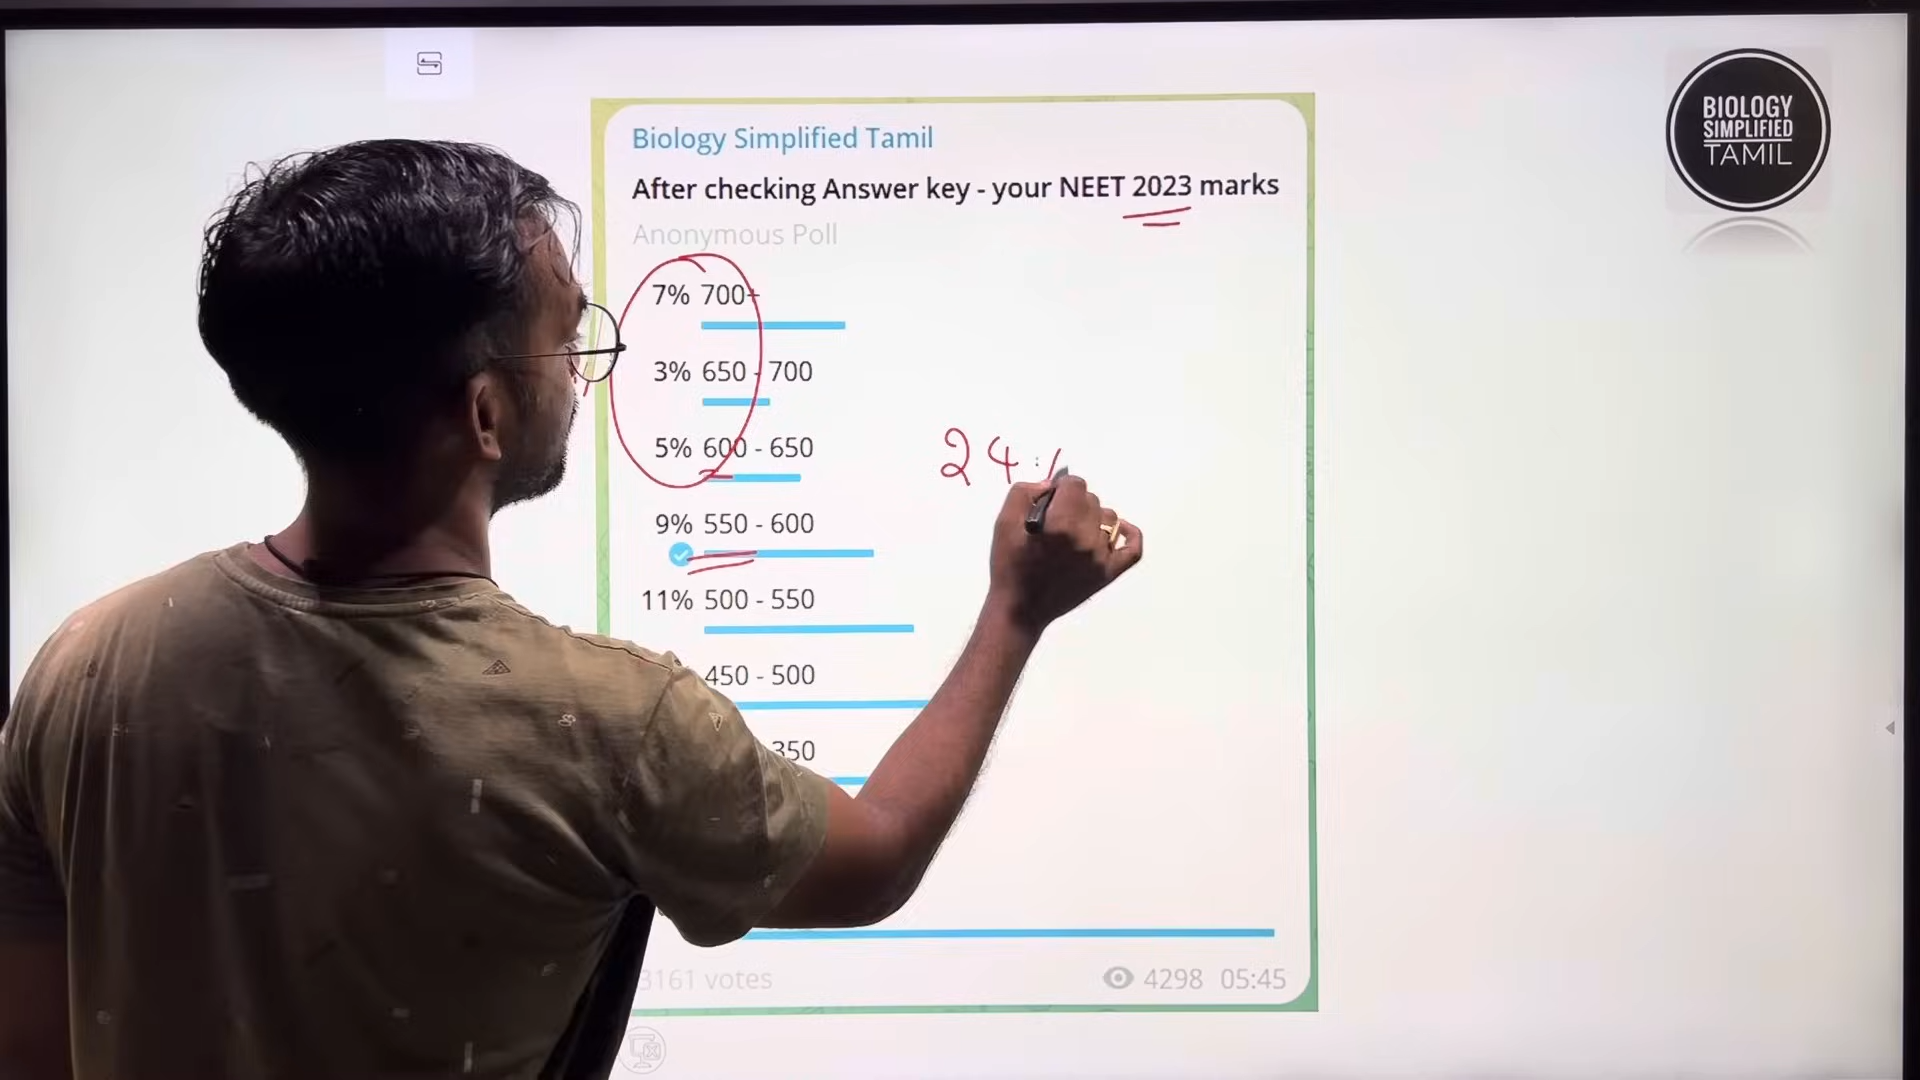 BIOLOGY
SIMPLIFIED
TAMIL
Biology Simplified Tamil
After checking Answer key - your NEET 2023 marks
Anonymous Poll
7% 700+
3% 650 - 700
5% 600 - 650
24%
9% 550 - 600
11% 500 - 550
450 - 500
350
3161 votes
4298 05:45